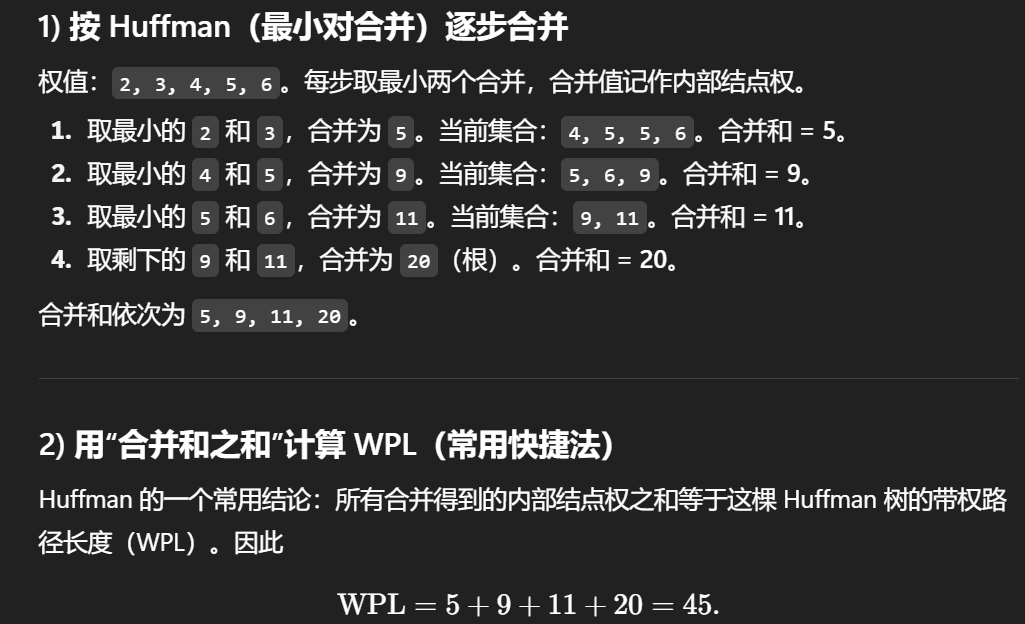 1) 按 Huffman（最小对合并）逐步合并
权值：2, 3, 4, 5, 6。每步取最小两个合并，合并值记作内部结点权。
1. 取最小的 2 和 3，合并为 5。当前集合：4, 5, 5, 6。合并和 = 5。
2. 取最小的 4 和 5，合并为 9。当前集合：5, 6, 9。合并和 = 9。
3. 取最小的 5 和 6，合并为 11。当前集合：9, 11。合并和 = 11。
4. 取剩下的 9 和 11，合并为 20（根）。合并和 = 20。
合并和依次为 5, 9, 11, 20。
2) 用“合并和之和”计算 WPL（常用快捷法）
Huffman 的一个常用结论：所有合并得到的内部结点权之和等于这棵 Huffman 树的带权路
径长度（WPL）。因此
WPL = 5 + 9 + 11 + 20 = 45.